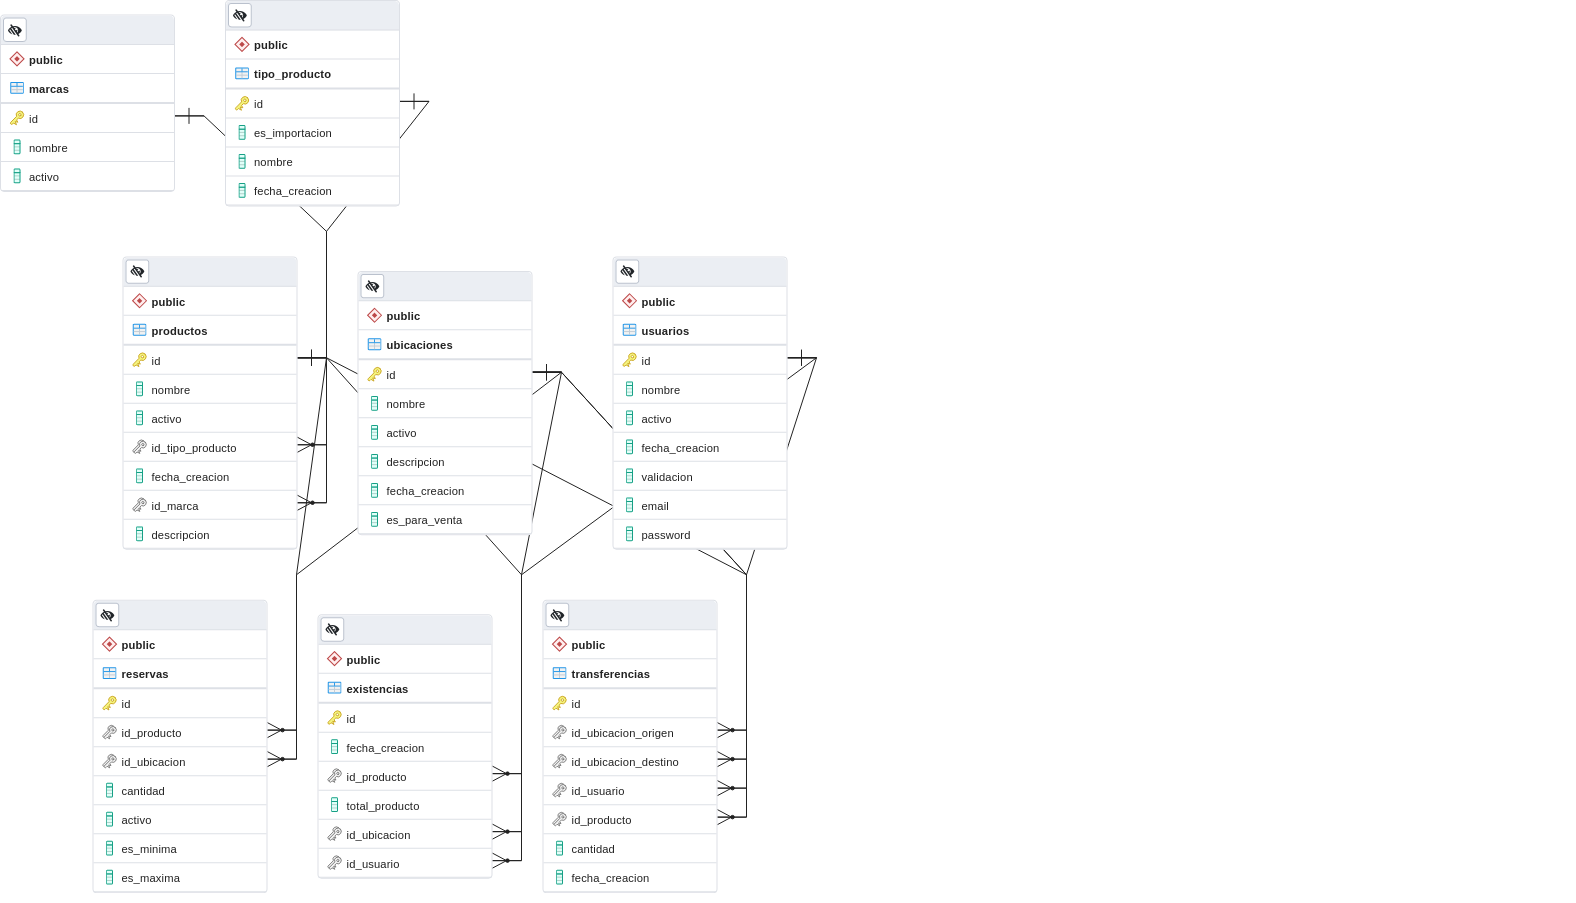 public
marcas
id
nombre
activo
public
tipo_producto
id
es_importacion
nombre
fecha_creacion
public
productos
id
nombre
activo
id_tipo_producto
fecha_creacion
id_marca
descripcion
public
ubicaciones
id
nombre
activo
descripcion
fecha_creacion
es_para_venta
public
usuarios
id
nombre
activo
fecha_creacion
validacion
email
password
public
reservas
id
id_producto
id_ubicacion
cantidad
activo
es_minima
es_maxima
public
existencias
id
fecha_creacion
id_producto
total_producto
id_ubicacion
id_usuario
public
transferencias
id
id_ubicacion_origen
id_ubicacion_destino
id_usuario
id_producto
cantidad
fecha_creacion